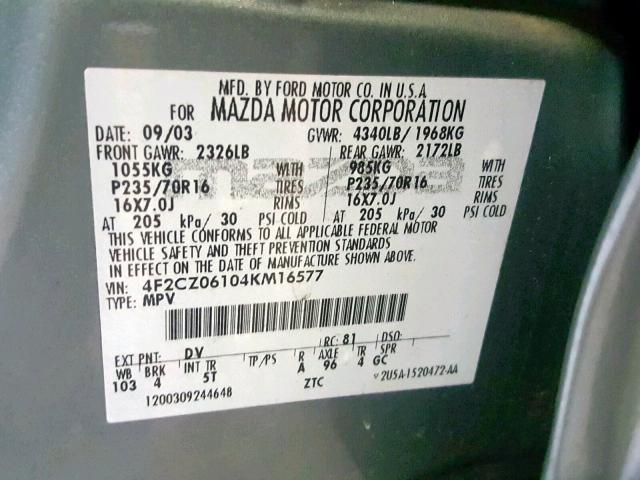 MFD. BY FORD MOTOR CO. IN U.S.A.
FOR MAZDA MOTOR CORPORATION
DATE: 09/03 GVWR: 4340LB/ 1968KG
FRONT GAWR: 2326LB REAR GAWR: 2172LB
1055KG WITH 985KG WITH
P235/70R16 TIRES P235/70R16 TIRES
16X7.0J RIMS 16X7.0J RIMS
AT 205 kPa/ 30 PSI COLD AT 205 kPa/ 30 PSI COLD
THIS VEHICLE CONFORMS TO ALL APPLICABLE FEDERAL MOTOR
VEHICLE SAFETY AND THEFT PREVENTION STANDARDS
IN EFFECT ON THE DATE OF MANUFACTURE SHOWN ABOVE.
VIN: 4F2CZ06104KM16577
TYPE: MPV
EXT PNT: DV RC: 81 DSO:
WB BRK INT TR TP/PS R AXLE TR SPR
103 4 5T A 96 4 GC
1200309244648 ZTC 2U5A-1520472-AA